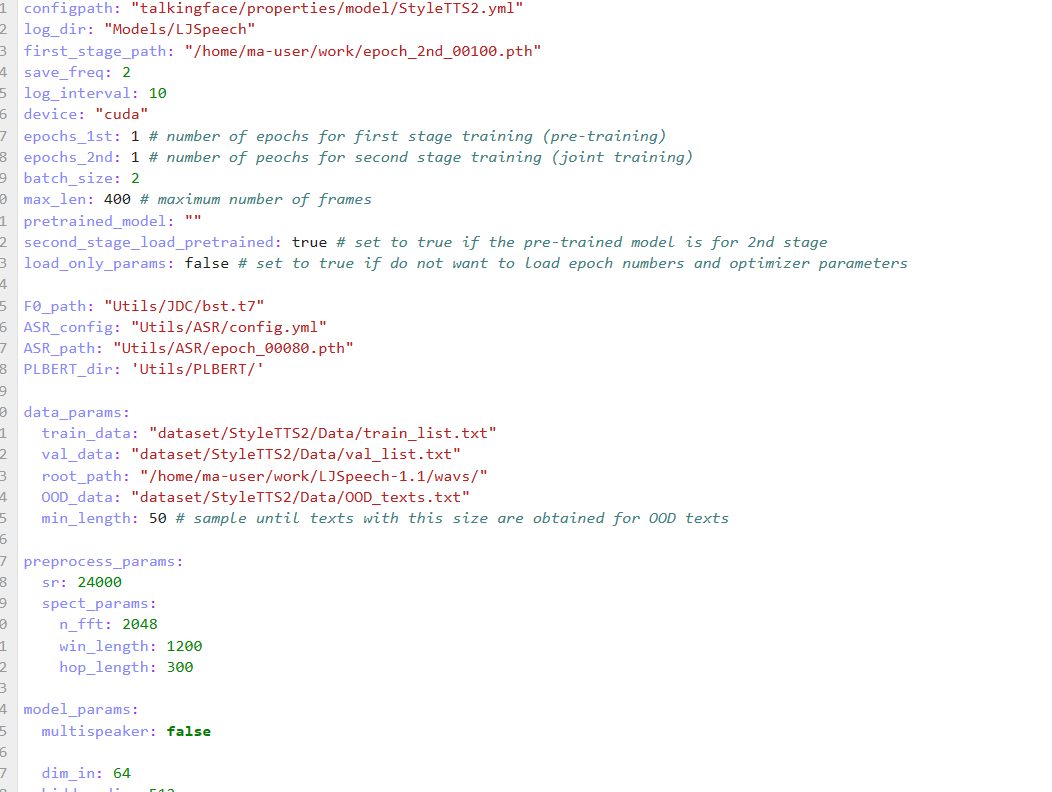 1 configpath: "talkingface/properties/model/StyleTTS2.yml"
2 log_dir: "Models/LJSpeech"
3 first_stage_path: "/home/ma-user/work/epoch_2nd_00100.pth"
4 save_freq: 2
5 log_interval: 10
6 device: "cuda"
7 epochs_1st: 1 # number of epochs for first stage training (pre-training)
8 epochs_2nd: 1 # number of peochs for second stage training (joint training)
9 batch_size: 2
0 max_len: 400 # maximum number of frames
1 pretrained_model: ""
2 second_stage_load_pretrained: true # set to true if the pre-trained model is for 2nd stage
3 load_only_params: false # set to true if do not want to load epoch numbers and optimizer parameters
4
5 F0_path: "Utils/JDC/bst.t7"
6 ASR_config: "Utils/ASR/config.yml"
7 ASR_path: "Utils/ASR/epoch_00080.pth"
8 PLBERT_dir: 'Utils/PLBERT/'
9
0 data_params:
1   train_data: "dataset/StyleTTS2/Data/train_list.txt"
2   val_data: "dataset/StyleTTS2/Data/val_list.txt"
3   root_path: "/home/ma-user/work/LJSpeech-1.1/wavs/"
4   OOD_data: "dataset/StyleTTS2/Data/OOD_texts.txt"
5   min_length: 50 # sample until texts with this size are obtained for OOD texts
6
7 preprocess_params:
8   sr: 24000
9   spect_params:
0     n_fft: 2048
1     win_length: 1200
2     hop_length: 300
3
4 model_params:
5   multispeaker: false
6
7   dim_in: 64